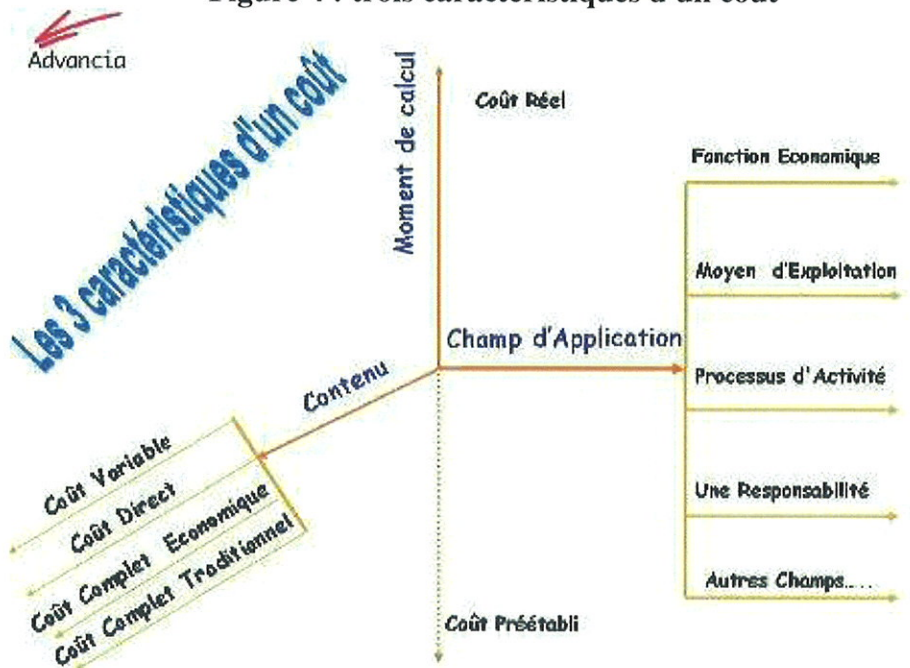 Figure : trois caractéristiques d'un coût
Advancia
Les 3 caractéristiques d'un coût
Moment de calcul
Coût Réel
Fonction Economique
Moyen d'Exploitation
Champ d'Application
Processus d'Activité
Contenu
Coût Variable
Coût Direct
Coût Complet Economique
Coût Complet Traditionnel
Une Responsabilité
Autres Champs.....
Coût Préétabli